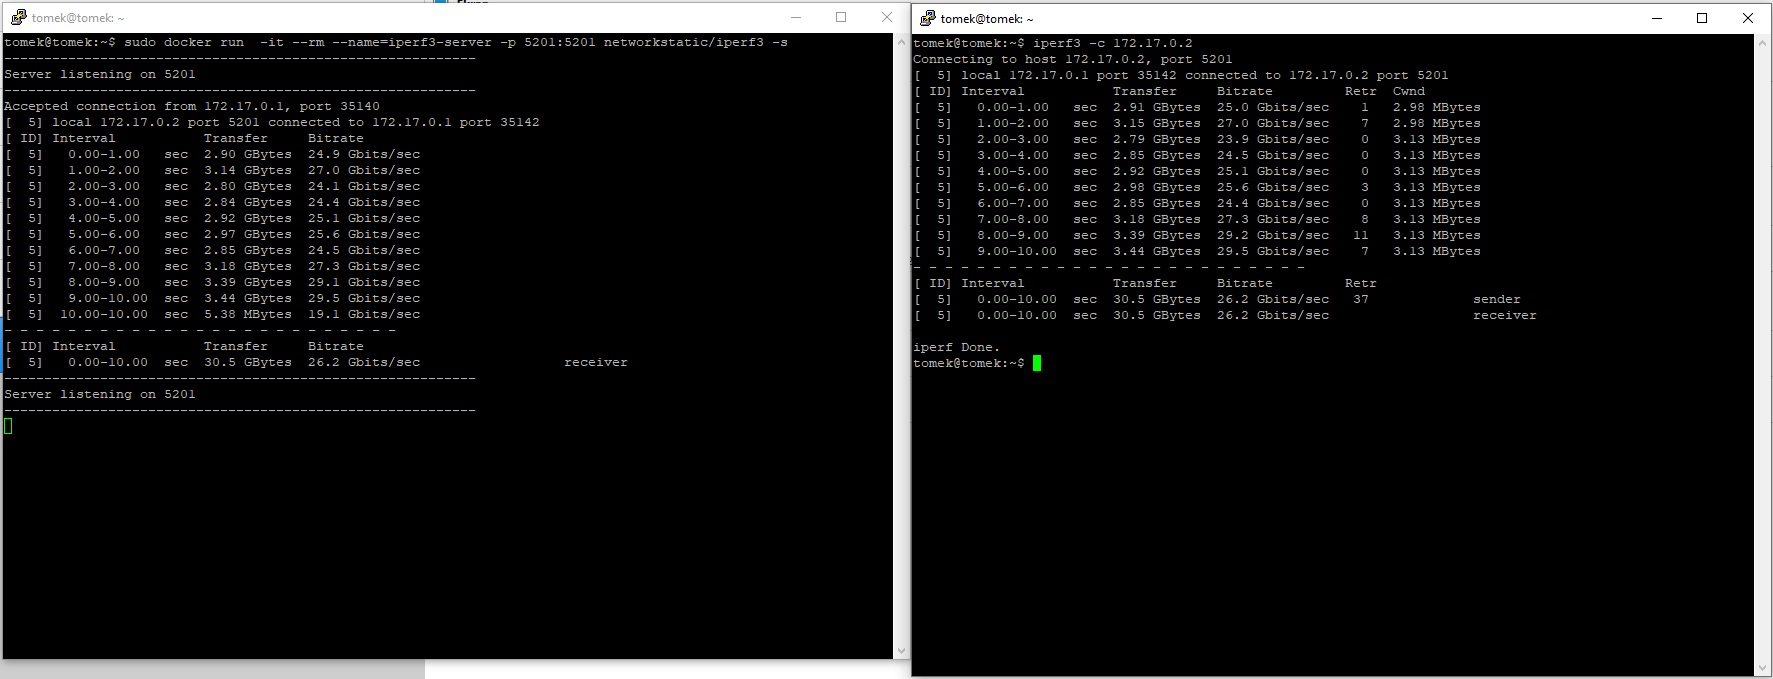 tomek@tomek: ~
tomek@tomek:~$ sudo docker run  -it --rm --name=iperf3-server -p 5201:5201 networkstatic/iperf3 -s
-----------------------------------------------------------
Server listening on 5201
-----------------------------------------------------------
Accepted connection from 172.17.0.1, port 35140
[  5] local 172.17.0.2 port 5201 connected to 172.17.0.1 port 35142
[ ID] Interval           Transfer     Bitrate
[  5]   0.00-1.00   sec  2.90 GBytes  24.9 Gbits/sec
[  5]   1.00-2.00   sec  3.14 GBytes  27.0 Gbits/sec
[  5]   2.00-3.00   sec  2.80 GBytes  24.1 Gbits/sec
[  5]   3.00-4.00   sec  2.84 GBytes  24.4 Gbits/sec
[  5]   4.00-5.00   sec  2.92 GBytes  25.1 Gbits/sec
[  5]   5.00-6.00   sec  2.97 GBytes  25.6 Gbits/sec
[  5]   6.00-7.00   sec  2.85 GBytes  24.5 Gbits/sec
[  5]   7.00-8.00   sec  3.18 GBytes  27.3 Gbits/sec
[  5]   8.00-9.00   sec  3.39 GBytes  29.1 Gbits/sec
[  5]   9.00-10.00  sec  3.44 GBytes  29.5 Gbits/sec
[  5]  10.00-10.00  sec  5.38 MBytes  19.1 Gbits/sec
- - - - - - - - - - - - - - - - - - - - - - - - -
[ ID] Interval           Transfer     Bitrate
[  5]   0.00-10.00  sec  30.5 GBytes  26.2 Gbits/sec                  receiver
-----------------------------------------------------------
Server listening on 5201
-----------------------------------------------------------
tomek@tomek: ~
tomek@tomek:~$ iperf3 -c 172.17.0.2
Connecting to host 172.17.0.2, port 5201
[  5] local 172.17.0.1 port 35142 connected to 172.17.0.2 port 5201
[ ID] Interval           Transfer     Bitrate         Retr  Cwnd
[  5]   0.00-1.00   sec  2.91 GBytes  25.0 Gbits/sec    1   2.98 MBytes
[  5]   1.00-2.00   sec  3.15 GBytes  27.0 Gbits/sec    7   2.98 MBytes
[  5]   2.00-3.00   sec  2.79 GBytes  23.9 Gbits/sec    0   3.13 MBytes
[  5]   3.00-4.00   sec  2.85 GBytes  24.5 Gbits/sec    0   3.13 MBytes
[  5]   4.00-5.00   sec  2.92 GBytes  25.1 Gbits/sec    0   3.13 MBytes
[  5]   5.00-6.00   sec  2.98 GBytes  25.6 Gbits/sec    3   3.13 MBytes
[  5]   6.00-7.00   sec  2.85 GBytes  24.4 Gbits/sec    0   3.13 MBytes
[  5]   7.00-8.00   sec  3.18 GBytes  27.3 Gbits/sec    8   3.13 MBytes
[  5]   8.00-9.00   sec  3.39 GBytes  29.2 Gbits/sec   11   3.13 MBytes
[  5]   9.00-10.00  sec  3.44 GBytes  29.5 Gbits/sec    7   3.13 MBytes
- - - - - - - - - - - - - - - - - - - - - - - - -
[ ID] Interval           Transfer     Bitrate         Retr
[  5]   0.00-10.00  sec  30.5 GBytes  26.2 Gbits/sec   37             sender
[  5]   0.00-10.00  sec  30.5 GBytes  26.2 Gbits/sec                  receiver
iperf Done.
tomek@tomek:~$